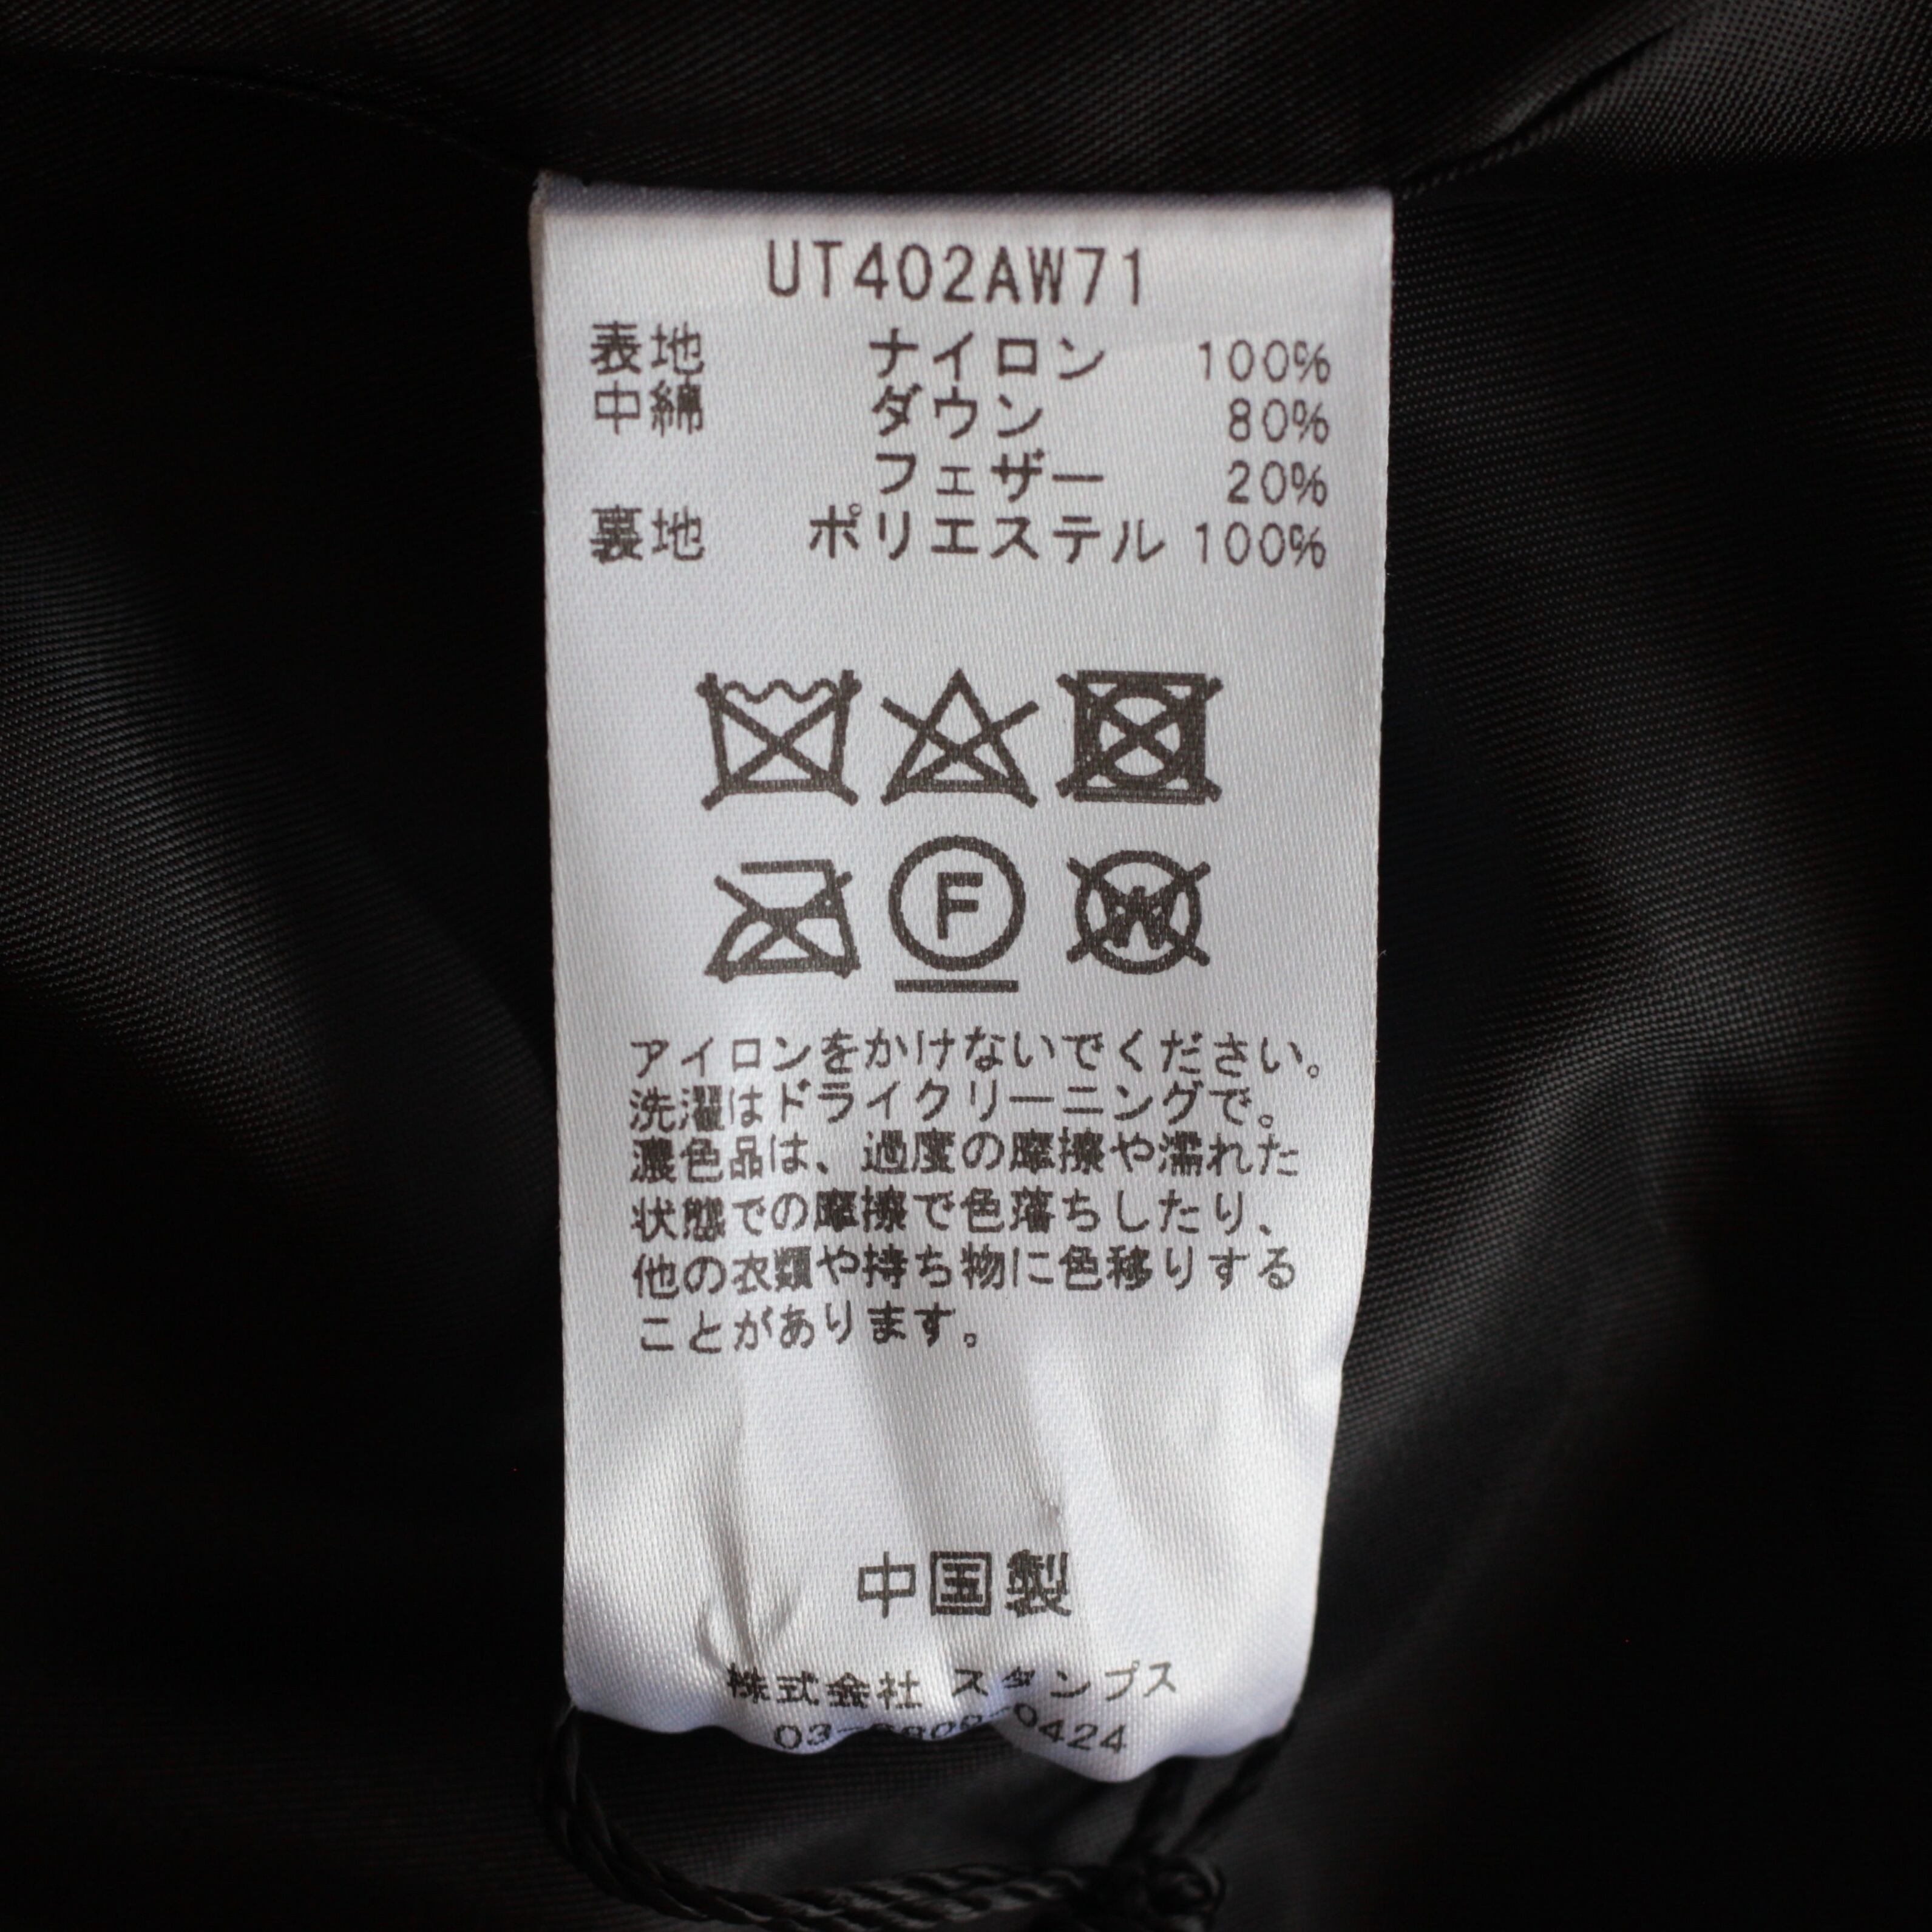 UT402AW71
表地 ナイロン 100%
中綿 ダウン 80%
フェザー 20%
裏地 ポリエステル 100%
F W
アイロンをかけないでください。
洗濯はドライクリーニングで。
濃色品は、過度の摩擦や濡れた
状態での摩擦で色落ちしたり、
他の衣類や持ち物に色移りする
ことがあります。
中国製
株式会社 スタンプス